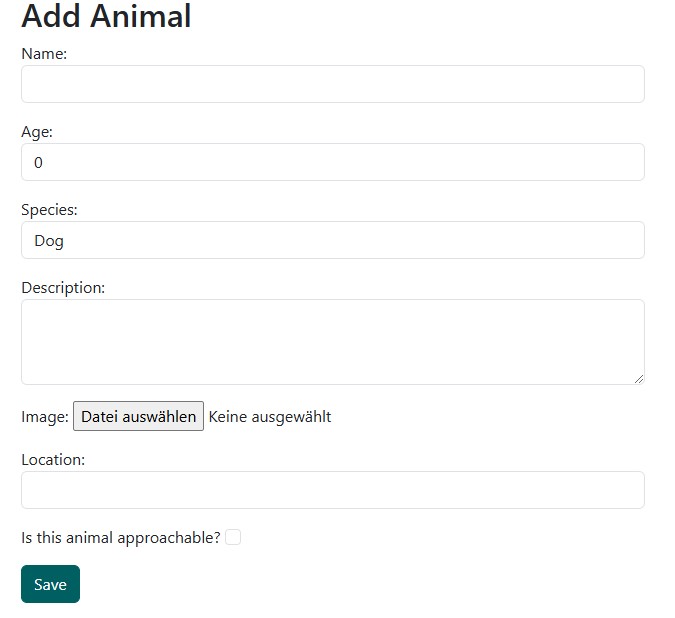 Add Animal
Name:
Age:
0
Species:
Dog
Description:
Image: Datei auswählen Keine ausgewählt
Location:
Is this animal approachable?
Save